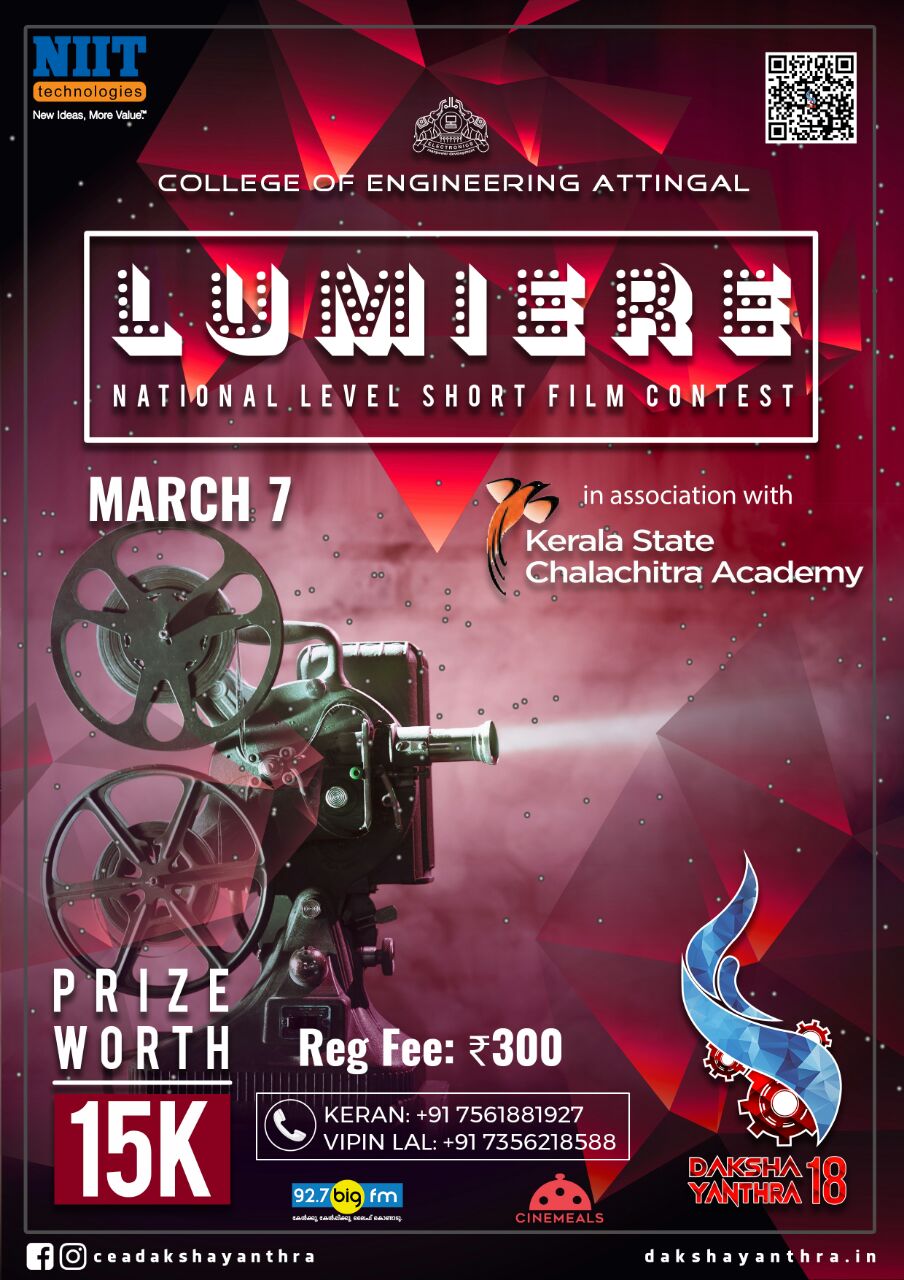 NIIT
technologies
New Ideas, More Value.™
ELECTRONICS
COLLEGE OF ENGINEERING ATTINGAL
LUMIERE
NATIONAL LEVEL SHORT FILM CONTEST
MARCH 7
in association with
Kerala State
Chalachitra Academy
PRIZE
WORTH
15K
Reg Fee: ₹300
KERAN: +91 7561881927
VIPIN LAL: +91 7356218588
92.7 big fm
CINEMEALS
DAKSHA
YANTHRA 18
ceadakshayanthra
dakshayanthra.in